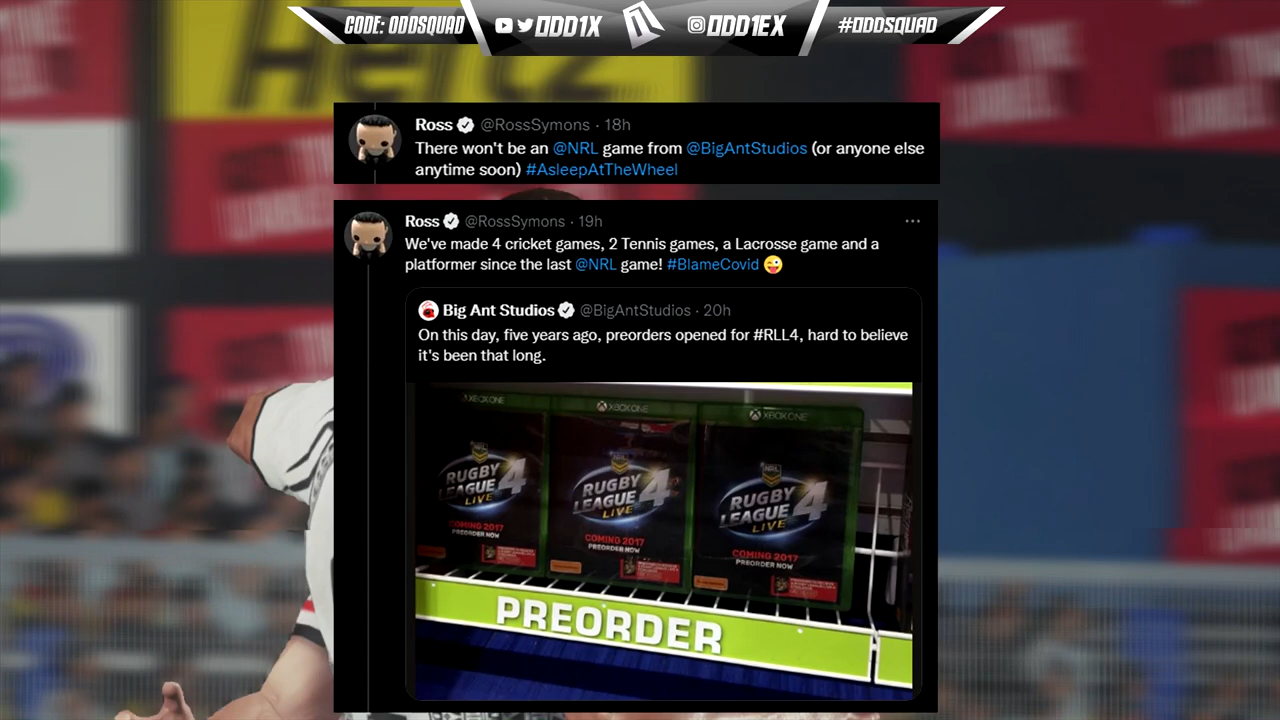 CODE: ODDSQUAD
ODD1X
ODD1EX
#ODDSQUAD
Hertz
Ross @RossSymons · 18h
There won't be an @NRL game from @BigAntStudios (or anyone else
anytime soon) #AsleepAtTheWheel
Ross @RossSymons · 19h
We've made 4 cricket games, 2 Tennis games, a Lacrosse game and a
platformer since the last @NRL game! #BlameCovid 😜
Big Ant Studios @BigAntStudios · 20h
On this day, five years ago, preorders opened for #RLL4, hard to believe
it's been that long.
XBOX ONE
NRL
RUGBY
LEAGUE 4
LIVE
COMING 2017
PREORDER NOW
XBOX ONE
NRL
RUGBY
LEAGUE 4
LIVE
COMING 2017
PREORDER NOW
XBOX ONE
NRL
RUGBY
LEAGUE 4
LIVE
COMING 2017
PREORDER NOW
PREORDER